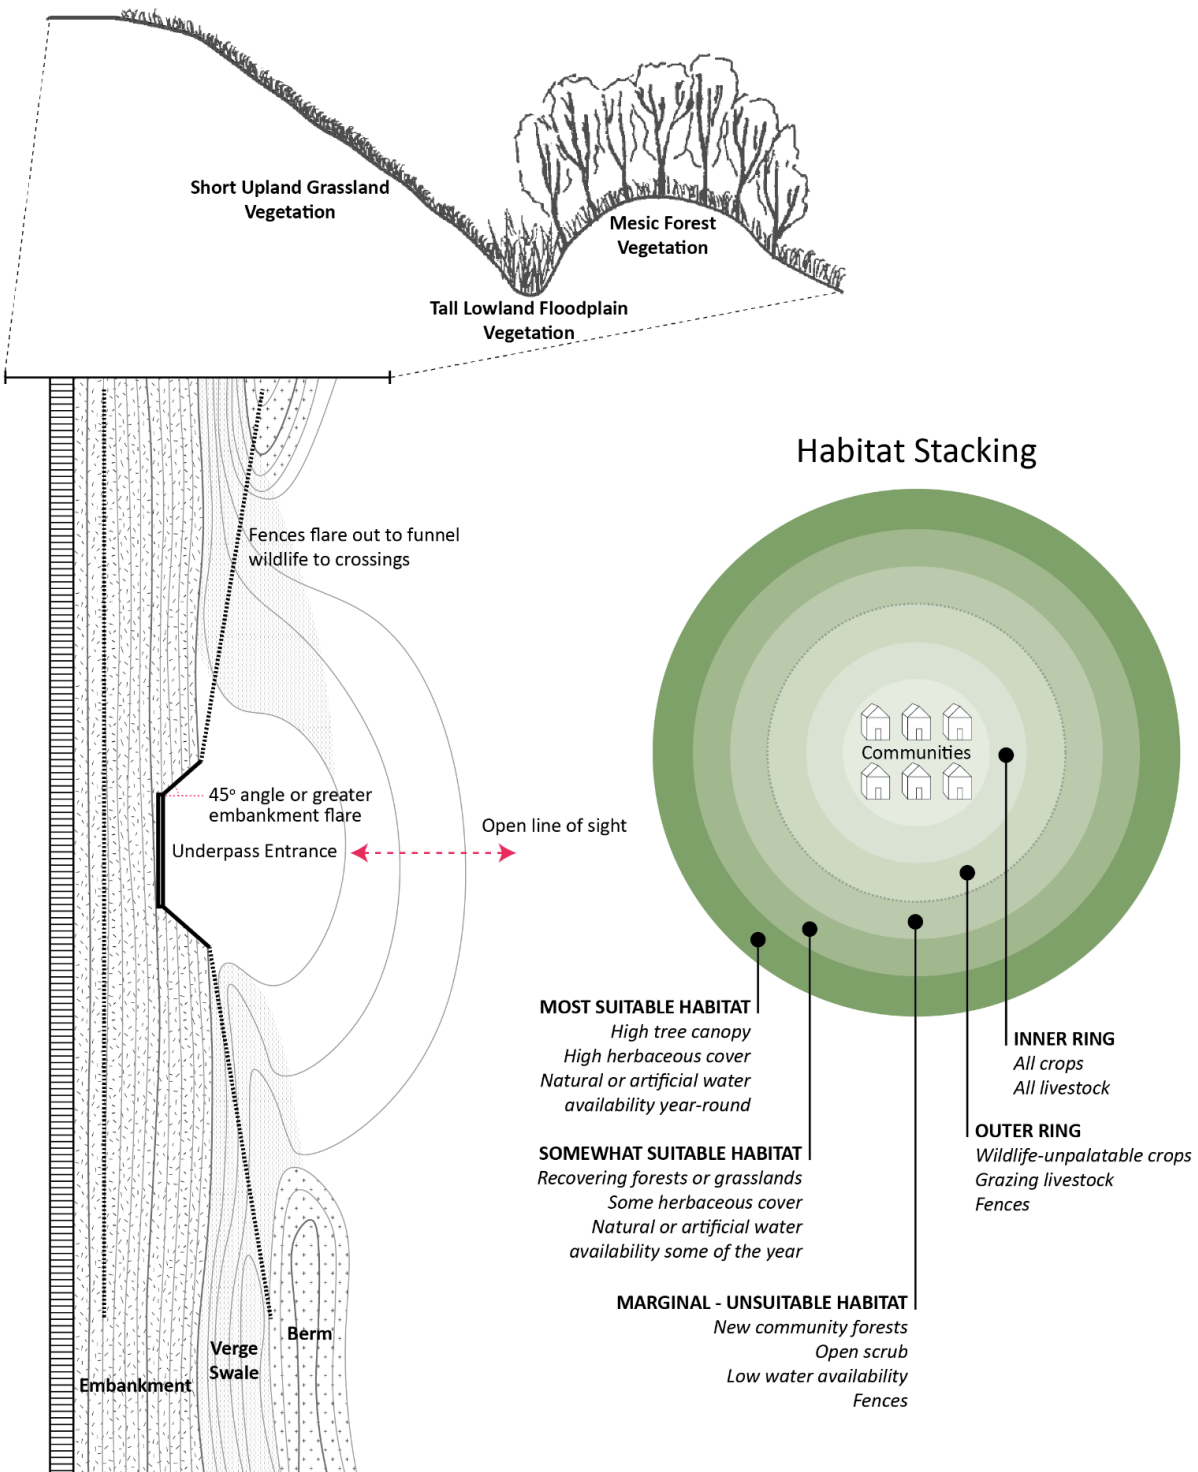 Short Upland Grassland
Vegetation
Mesic Forest
Vegetation
Tall Lowland Floodplain
Vegetation
Fences flare out to funnel
wildlife to crossings
45° angle or greater
embankment flare
Underpass Entrance
Open line of sight
Verge
Swale
Berm
Embankment
Habitat Stacking
Communities
MOST SUITABLE HABITAT
High tree canopy
High herbaceous cover
Natural or artificial water
availability year-round
SOMEWHAT SUITABLE HABITAT
Recovering forests or grasslands
Some herbaceous cover
Natural or artificial water
availability some of the year
MARGINAL - UNSUITABLE HABITAT
New community forests
Open scrub
Low water availability
Fences
INNER RING
All crops
All livestock
OUTER RING
Wildlife-unpalatable crops
Grazing livestock
Fences